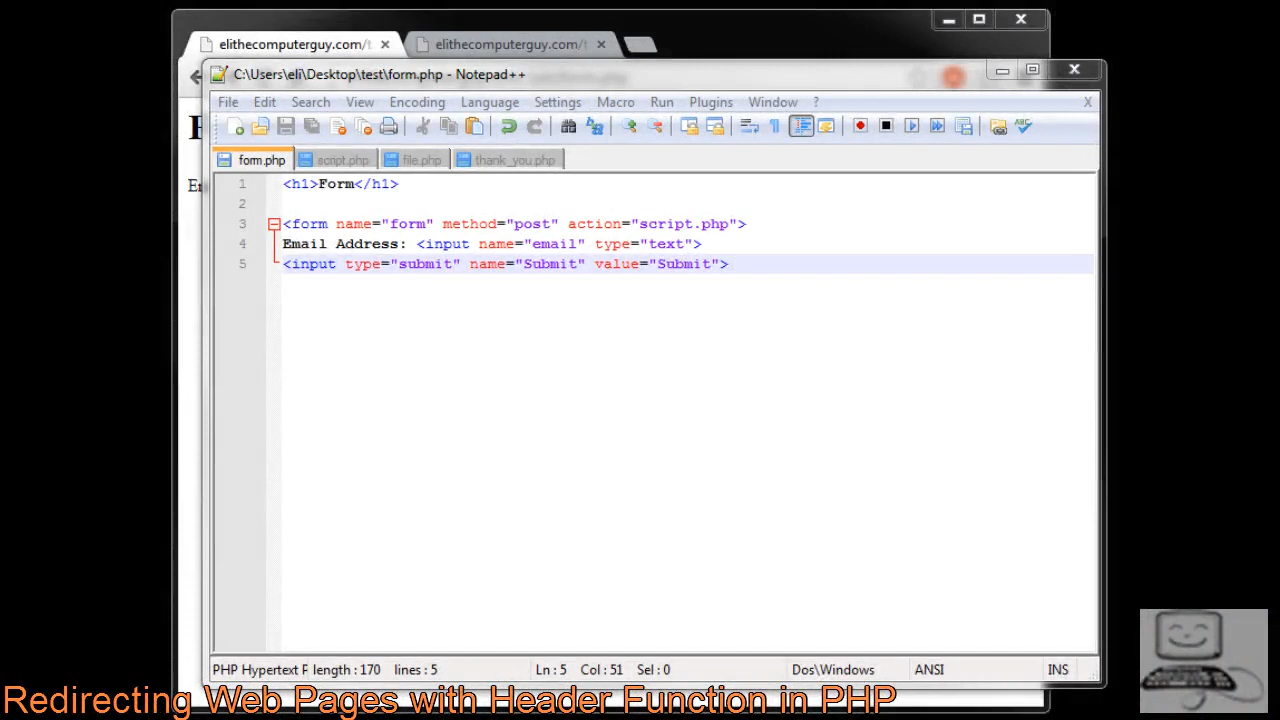 elithecomputerguy.com/t
elithecomputerguy.com/t
C:\Users\eli\Desktop\test\form.php - Notepad++
File Edit Search View Encoding Language Settings Macro Run Plugins Window ? X
form.php script.php file.php thank_you.php
1 <h1>Form</h1>
2
3 <form name="form" method="post" action="script.php">
4 Email Address: <input name="email" type="text">
5 <input type="submit" name="Submit" value="Submit">
PHP Hypertext P length : 170 lines : 5 Ln : 5 Col : 51 Sel : 0 Dos\Windows ANSI INS
Redirecting Web Pages with Header Function in PHP